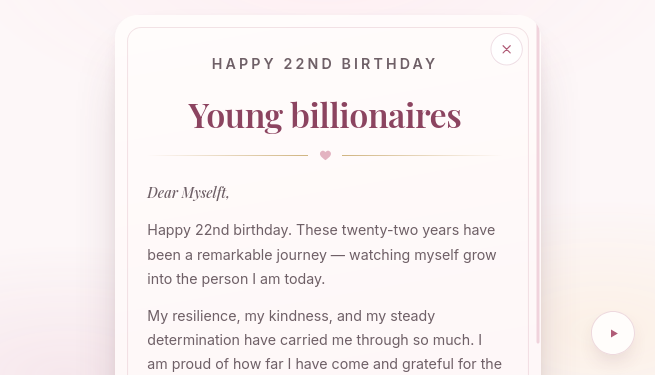 HAPPY 22ND BIRTHDAY
Young billionaires
Dear Myselft,
Happy 22nd birthday. These twenty-two years have
been a remarkable journey — watching myself grow
into the person I am today.
My resilience, my kindness, and my steady
determination have carried me through so much. I
am proud of how far I have come and grateful for the